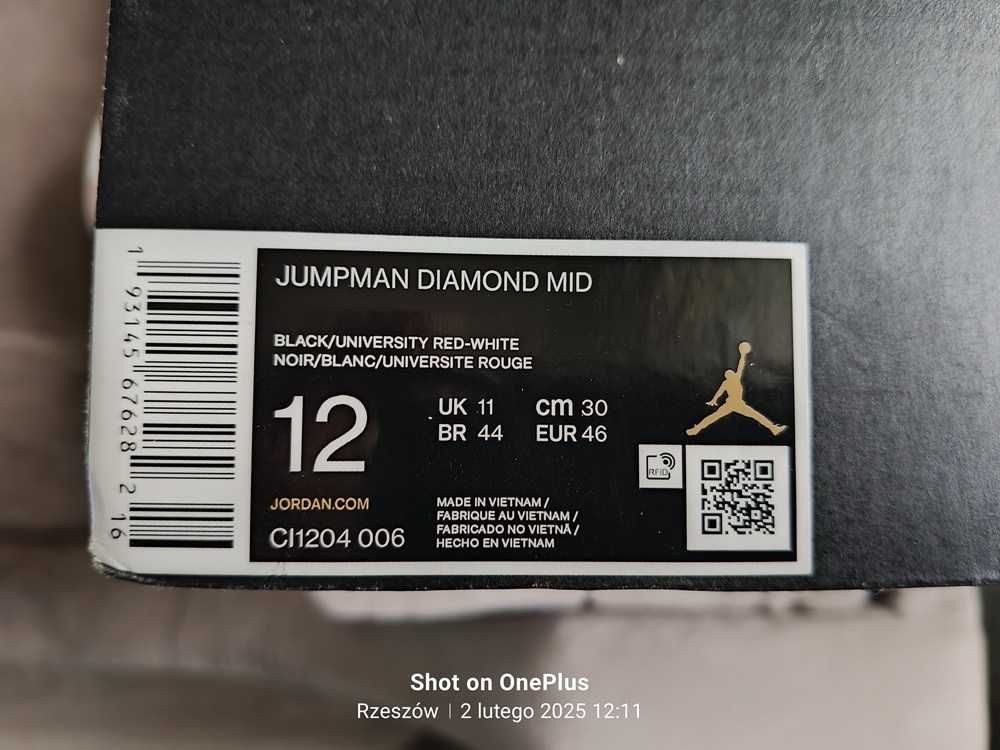 JUMPMAN DIAMOND MID
BLACK/UNIVERSITY RED-WHITE
NOIR/BLANC/UNIVERSITE ROUGE
12
UK 11 cm 30
BR 44 EUR 46
RFID
JORDAN.COM
CI1204 006
MADE IN VIETNAM /
FABRIQUE AU VIETNAM /
FABRICADO NO VIETNÃ /
HECHO EN VIETNAM
1 93145 67628 2 16
Shot on OnePlus
Rzeszów | 2 lutego 2025 12:11